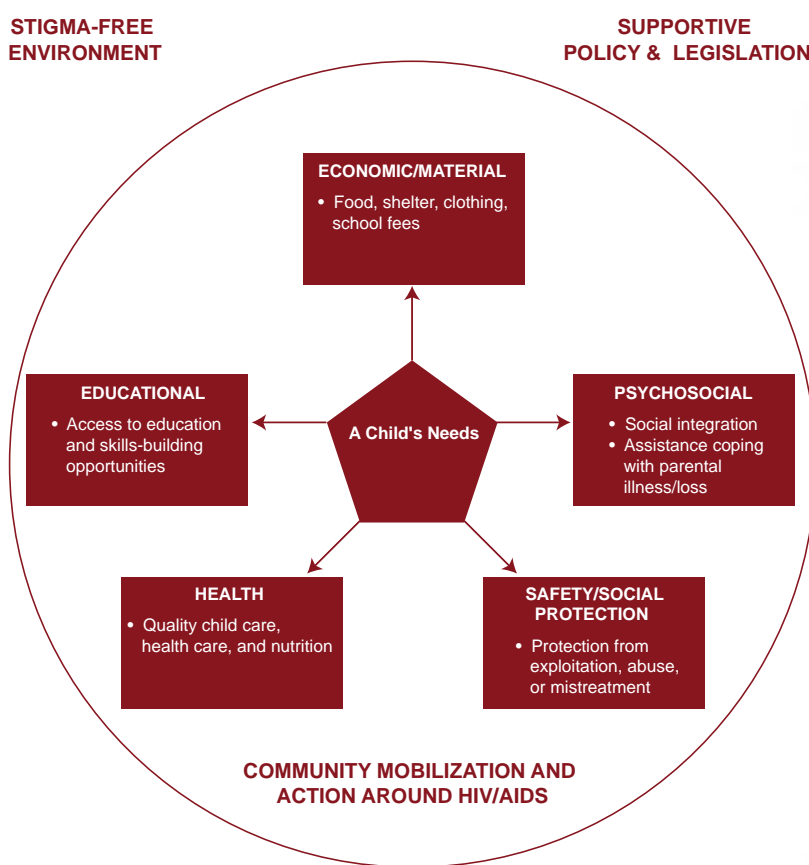 STIGMA-FREE
ENVIRONMENT
SUPPORTIVE
POLICY & LEGISLATION
ECONOMIC/MATERIAL
• Food, shelter, clothing,
school fees
EDUCATIONAL
• Access to education
and skills-building
opportunities
A Child's Needs
PSYCHOSOCIAL
• Social integration
• Assistance coping
with parental
illness/loss
HEALTH
• Quality child care,
health care, and nutrition
SAFETY/SOCIAL
PROTECTION
• Protection from
exploitation, abuse,
or mistreatment
COMMUNITY MOBILIZATION AND
ACTION AROUND HIV/AIDS